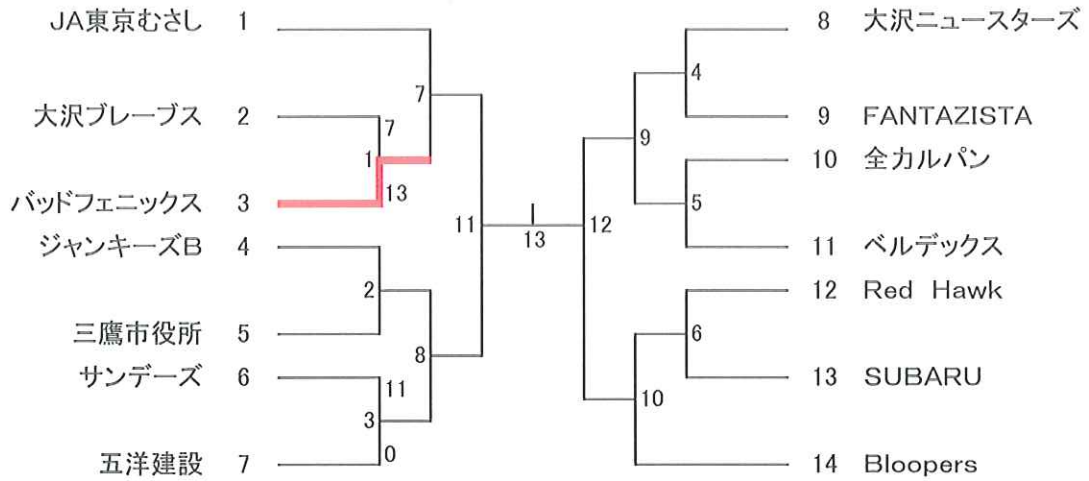 JA東京むさし 1
8 大沢ニュースターズ
7
4
大沢ブレーブス 2
7
9 FANTAZISTA
9
1
10 全力ルパン
13
バッドフェニックス 3
5
11
12
13
ジャンキーズB 4
11 ベルデックス
2
12 Red Hawk
三鷹市役所 5
6
8
サンデーズ 6
11
13 SUBARU
10
3
0
五洋建設 7
14 Bloopers